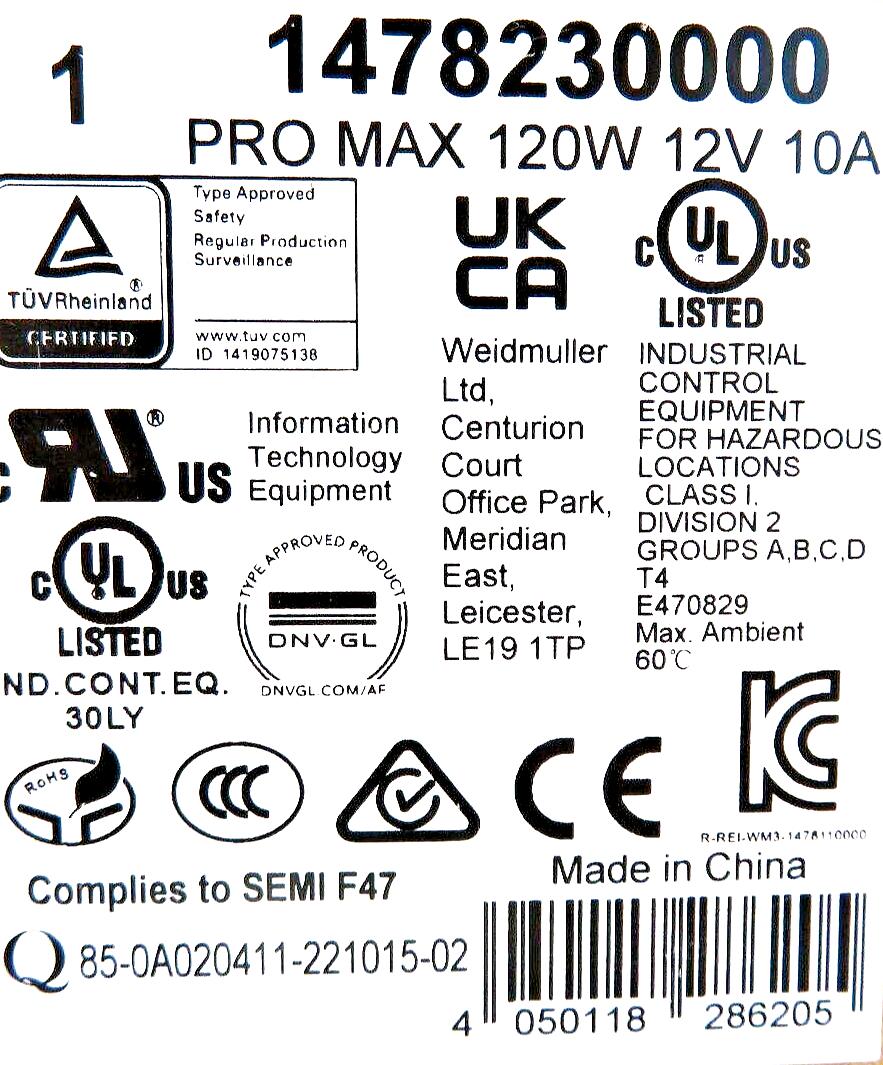 1 1478230000
PRO MAX 120W 12V 10A
Type Approved
Safety
Regular Production
Surveillance
www.tuv.com
ID 1419075138
®
TÜVRheinland
CERTIFIED
UK
CA
C UL US
®
LISTED
Weidmuller
Ltd,
Centurion
Court
Office Park,
Meridian
East,
Leicester,
LE19 1TP
INDUSTRIAL
CONTROL
EQUIPMENT
FOR HAZARDOUS
LOCATIONS
CLASS I.
DIVISION 2
GROUPS A,B,C,D
T4
E470829
Max. Ambient
60℃
C RU ® US
Information
Technology
Equipment
C UL US
LISTED
ND.CONT.EQ.
30LY
TYPE APPROVED PRODUCT
DNV·GL
DNVGL.COM/AF
RoHS
CCC
CE
KC
R-REI-WM3-1478110000
Complies to SEMI F47
Made in China
Q 85-0A020411-221015-02
4 050118 286205